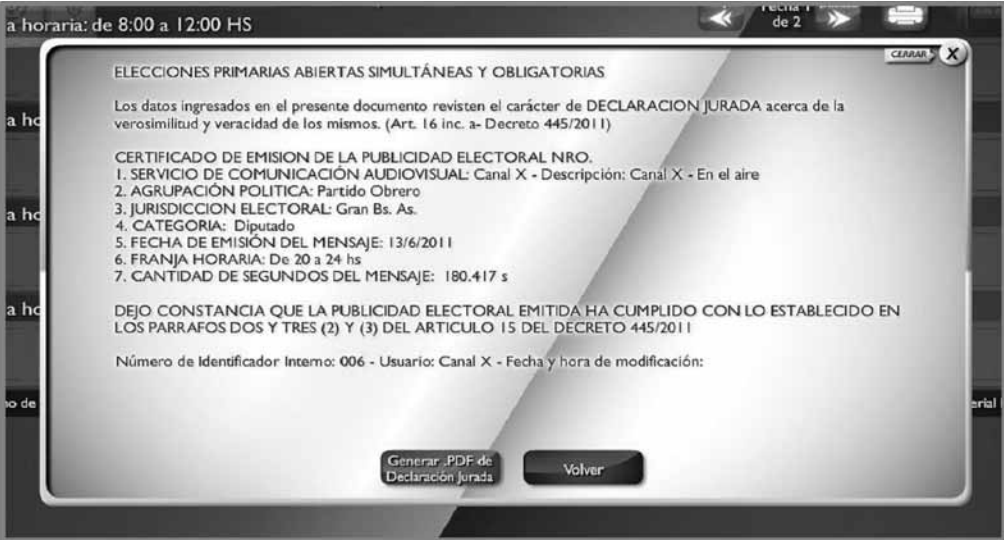 a horaria: de 8:00 a 12:00 HS
de 2
CERRAR X
ELECCIONES PRIMARIAS ABIERTAS SIMULTÁNEAS Y OBLIGATORIAS
Los datos ingresados en el presente documento revisten el carácter de DECLARACION JURADA acerca de la
verosimilitud y veracidad de los mismos. (Art. 16 inc. a- Decreto 445/2011)
a ho
CERTIFICADO DE EMISION DE LA PUBLICIDAD ELECTORAL NRO.
1. SERVICIO DE COMUNICACIÓN AUDIOVISUAL: Canal X - Descripción: Canal X - En el aire
2. AGRUPACIÓN POLITICA: Partido Obrero
3. JURISDICCION ELECTORAL: Gran Bs. As.
a ho
4. CATEGORIA: Diputado
5. FECHA DE EMISIÓN DEL MENSAJE: 13/6/2011
6. FRANJA HORARIA: De 20 a 24 hs
7. CANTIDAD DE SEGUNDOS DEL MENSAJE: 180.417 s
a ho
DEJO CONSTANCIA QUE LA PUBLICIDAD ELECTORAL EMITIDA HA CUMPLIDO CON LO ESTABLECIDO EN
LOS PARRAFOS DOS Y TRES (2) Y (3) DEL ARTICULO 15 DEL DECRETO 445/2011
Número de Identificador Interno: 006 - Usuario: Canal X - Fecha y hora de modificación:
no de
erial
Generar .PDF de
Declaración Jurada
Volver